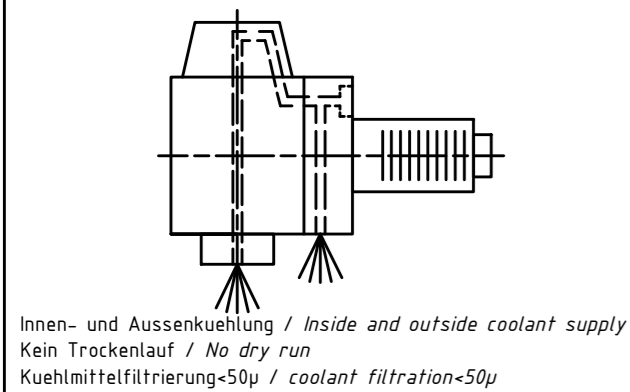 Innen- und Aussenkuehlung / Inside and outside coolant supply
Kein Trockenlauf / No dry run
Kuehlmittelfiltrierung<50µ / coolant filtration<50µ